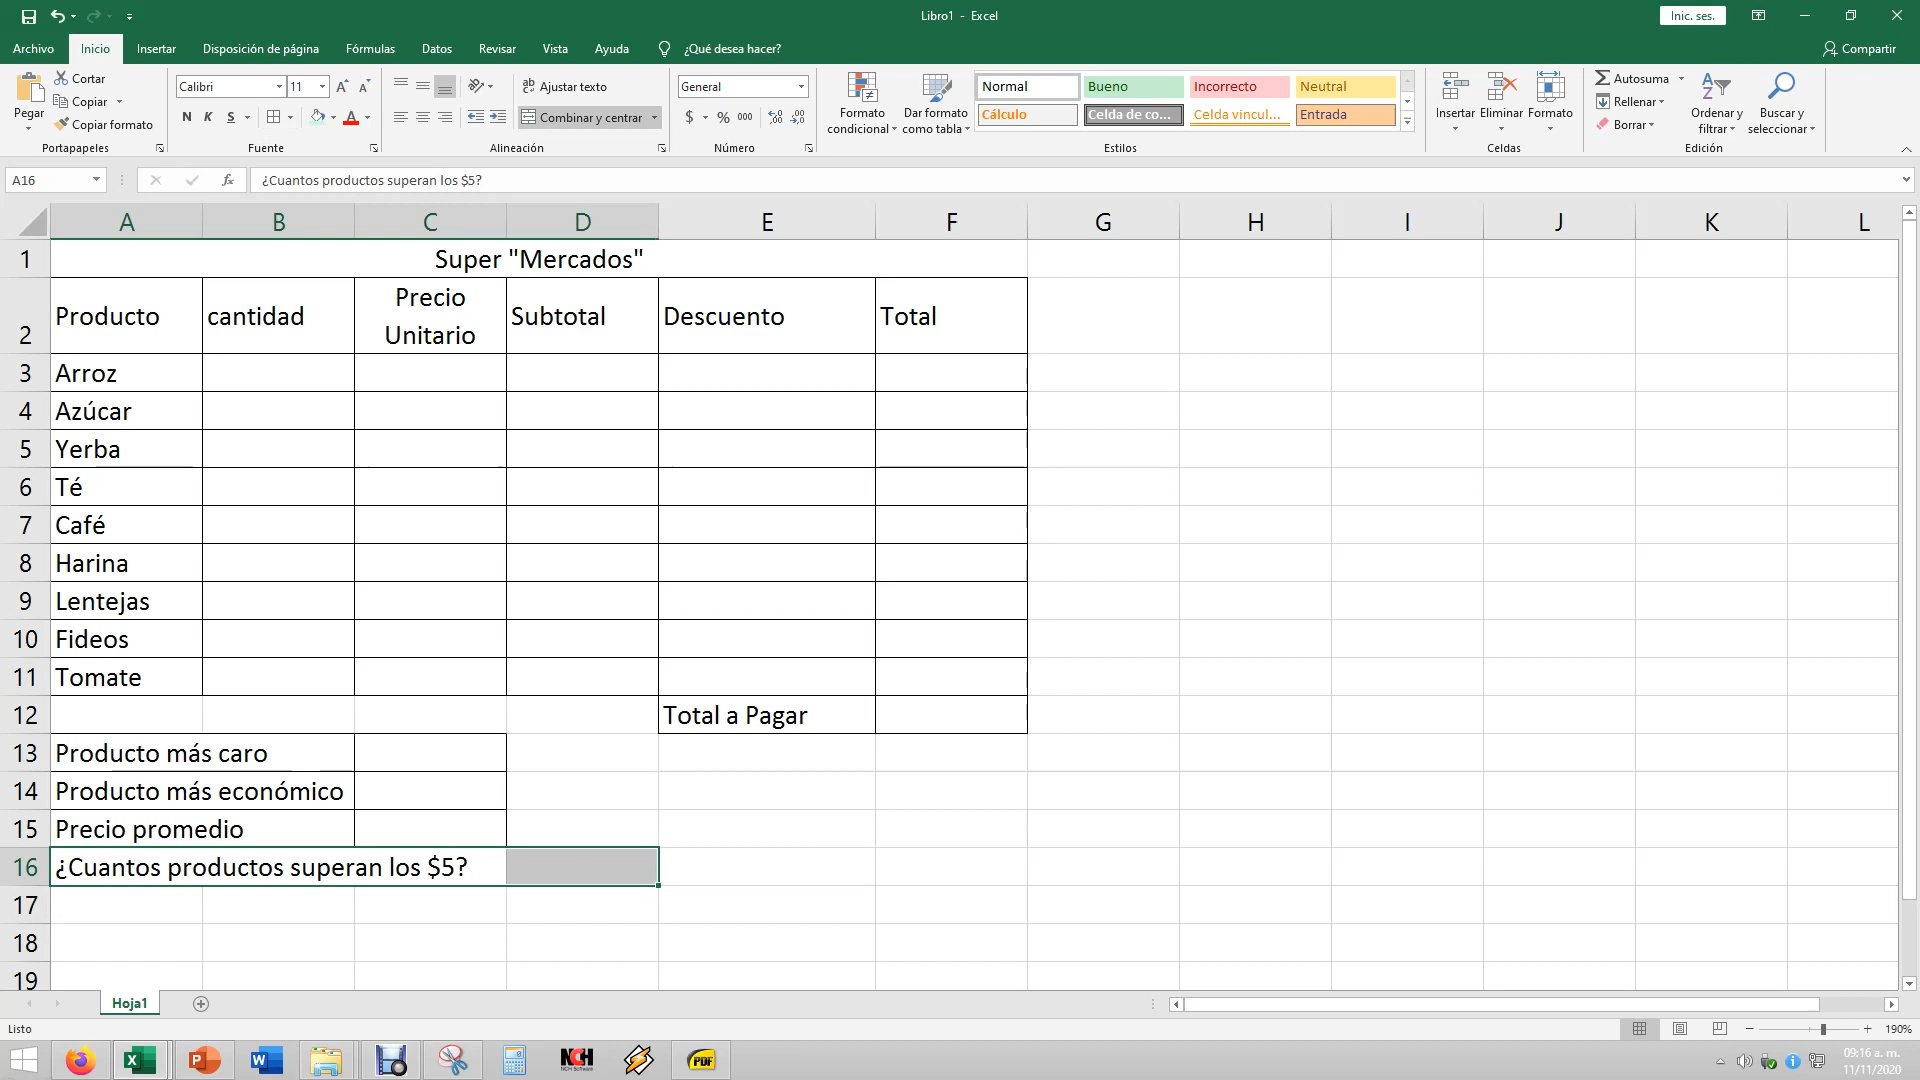 Libro1 - Excel
Inic. ses.
Archivo Inicio Insertar Disposición de página Fórmulas Datos Revisar Vista Ayuda ¿Qué desea hacer? Compartir
Pegar
Cortar
Copiar
Copiar formato
Portapapeles
Calibri 11
N K S
Fuente
Ajustar texto
Combinar y centrar
Alineación
General
$ % 000
Número
Formato condicional
Dar formato como tabla
Normal Bueno Incorrecto Neutral
Cálculo Celda de co... Celda vincul... Entrada
Estilos
Insertar Eliminar Formato
Celdas
Autosuma
Rellenar
Borrar
Ordenar y filtrar
Buscar y seleccionar
Edición
A16 fx ¿Cuantos productos superan los $5?
A B C D E F G H I J K L
1 Super "Mercados"
2 Producto cantidad Precio Unitario Subtotal Descuento Total
3 Arroz
4 Azúcar
5 Yerba
6 Té
7 Café
8 Harina
9 Lentejas
10 Fideos
11 Tomate
12 Total a Pagar
13 Producto más caro
14 Producto más económico
15 Precio promedio
16 ¿Cuantos productos superan los $5?
17
18
19
Hoja1
Listo
190%
NCH
PDF
09:16 a. m.
11/11/2020